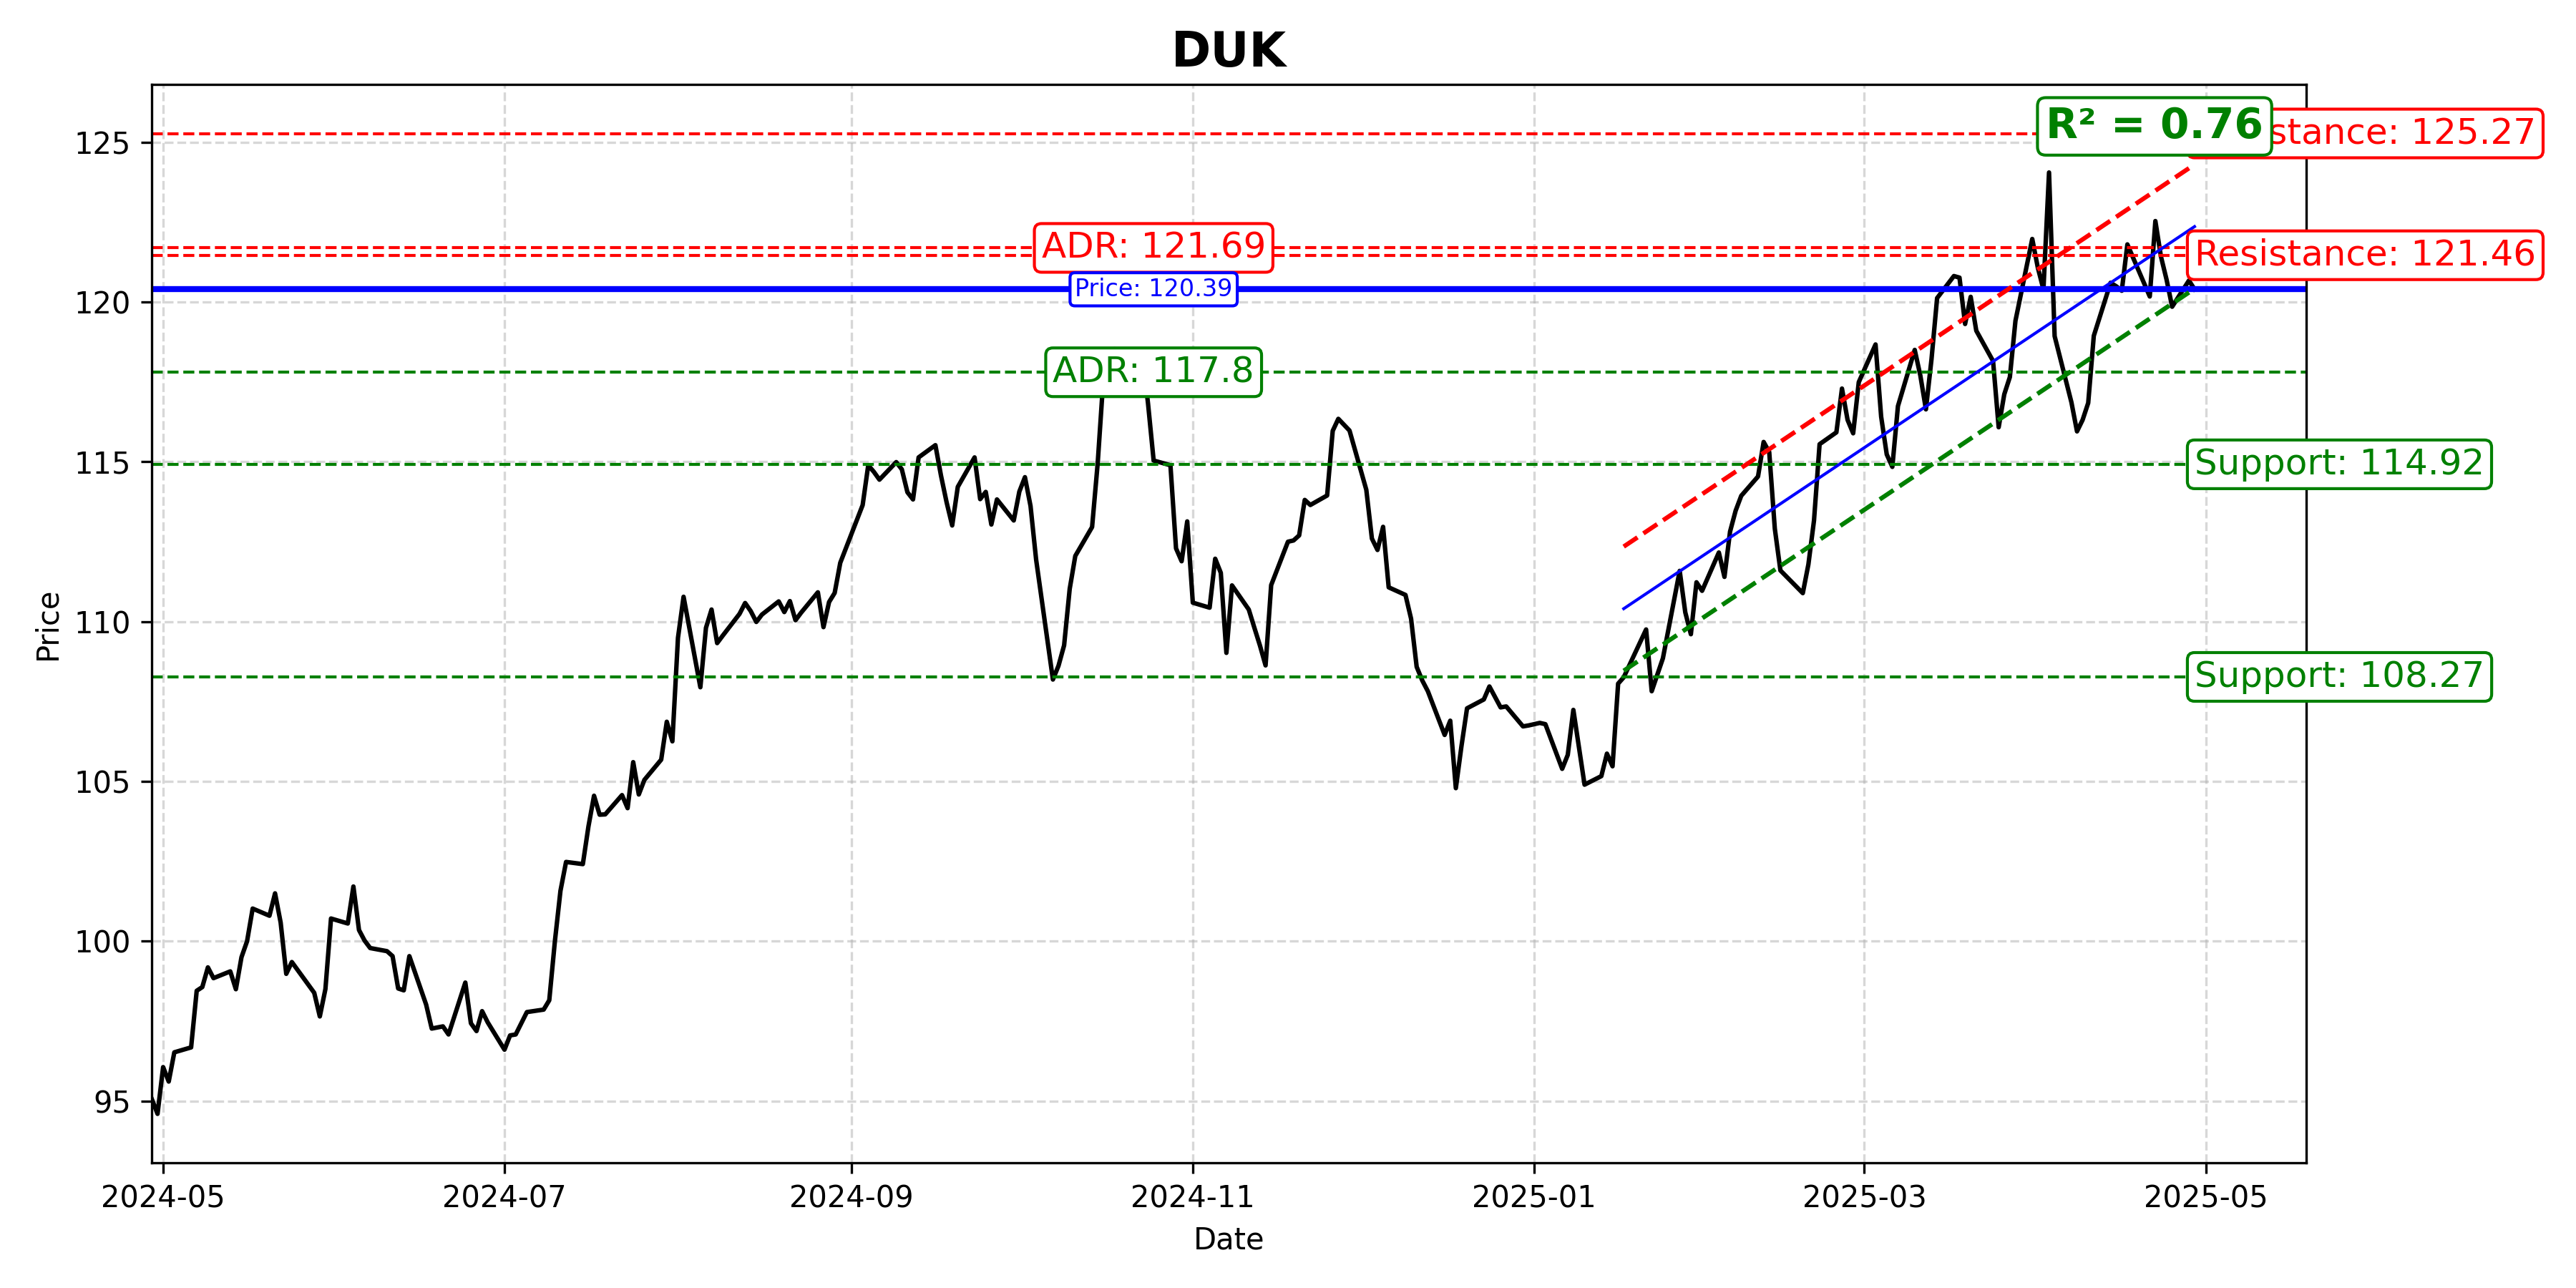 DUK
R² = 0.76
stance: 125.27
ADR: 121.69
Resistance: 121.46
Price: 120.39
ADR: 117.8
Support: 114.92
Support: 108.27
Price
125
120
115
110
105
100
95
2024-05 2024-07 2024-09 2024-11 2025-01 2025-03 2025-05
Date